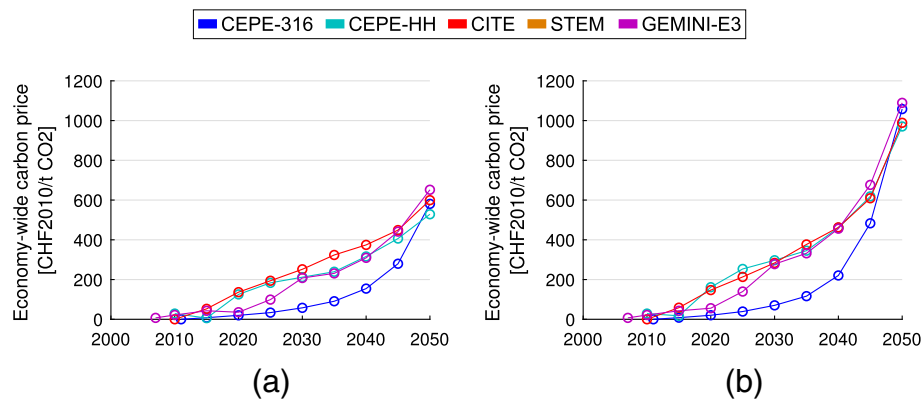 CEPE-316 CEPE-HH CITE STEM GEMINI-E3
Economy-wide carbon price
[CHF2010/t CO2]
1200
1000
800
600
400
200
0
2000 2010 2020 2030 2040 2050
(a)
Economy-wide carbon price
[CHF2010/t CO2]
1200
1000
800
600
400
200
0
2000 2010 2020 2030 2040 2050
(b)